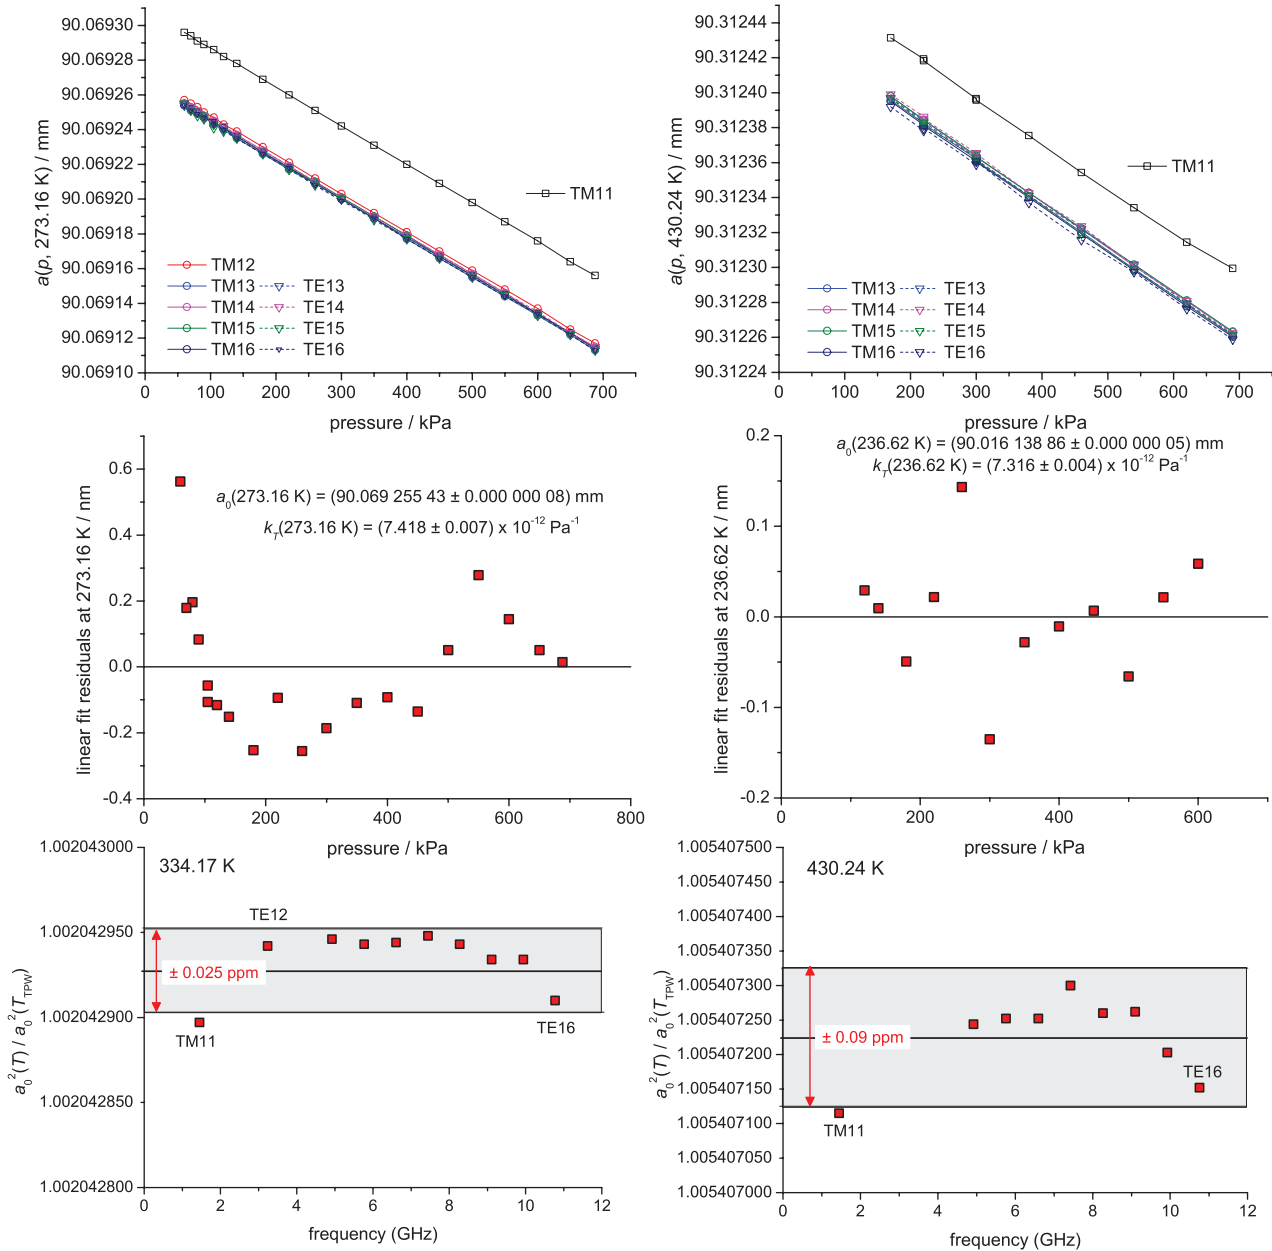 90.06930
90.06928
90.06926
90.06924
90.06922
90.06920
90.06918
90.06916
90.06914
90.06912
90.06910
a(p, 273.16 K) / mm
TM11
TM12
TM13 TE13
TM14 TE14
TM15 TE15
TM16 TE16
0 100 200 300 400 500 600 700
pressure / kPa
90.31244
90.31242
90.31240
90.31238
90.31236
90.31234
90.31232
90.31230
90.31228
90.31226
90.31224
a(p, 430.24 K) / mm
TM11
TM13 TE13
TM14 TE14
TM15 TE15
TM16 TE16
0 100 200 300 400 500 600 700
pressure / kPa
0.6
0.4
0.2
0.0
-0.2
-0.4
linear fit residuals at 273.16 K / nm
a₀(273.16 K) = (90.069 255 43 ± 0.000 000 08) mm
k_T(273.16 K) = (7.418 ± 0.007) x 10⁻¹² Pa⁻¹
0 200 400 600 800
pressure / kPa
0.2
0.1
0.0
-0.1
-0.2
linear fit residuals at 236.62 K / nm
a₀(236.62 K) = (90.016 138 86 ± 0.000 000 05) mm
k_T(236.62 K) = (7.316 ± 0.004) x 10⁻¹² Pa⁻¹
0 200 400 600
pressure / kPa
1.002043000
1.002042950
1.002042900
1.002042850
1.002042800
a₀²(T) / a₀²(T_TPW)
334.17 K
TE12
± 0.025 ppm
TM11
TE16
0 2 4 6 8 10 12
frequency (GHz)
1.005407500
1.005407450
1.005407400
1.005407350
1.005407300
1.005407250
1.005407200
1.005407150
1.005407100
1.005407050
1.005407000
a₀²(T) / a₀²(T_TPW)
430.24 K
± 0.09 ppm
TE16
TM11
0 2 4 6 8 10 12
frequency (GHz)